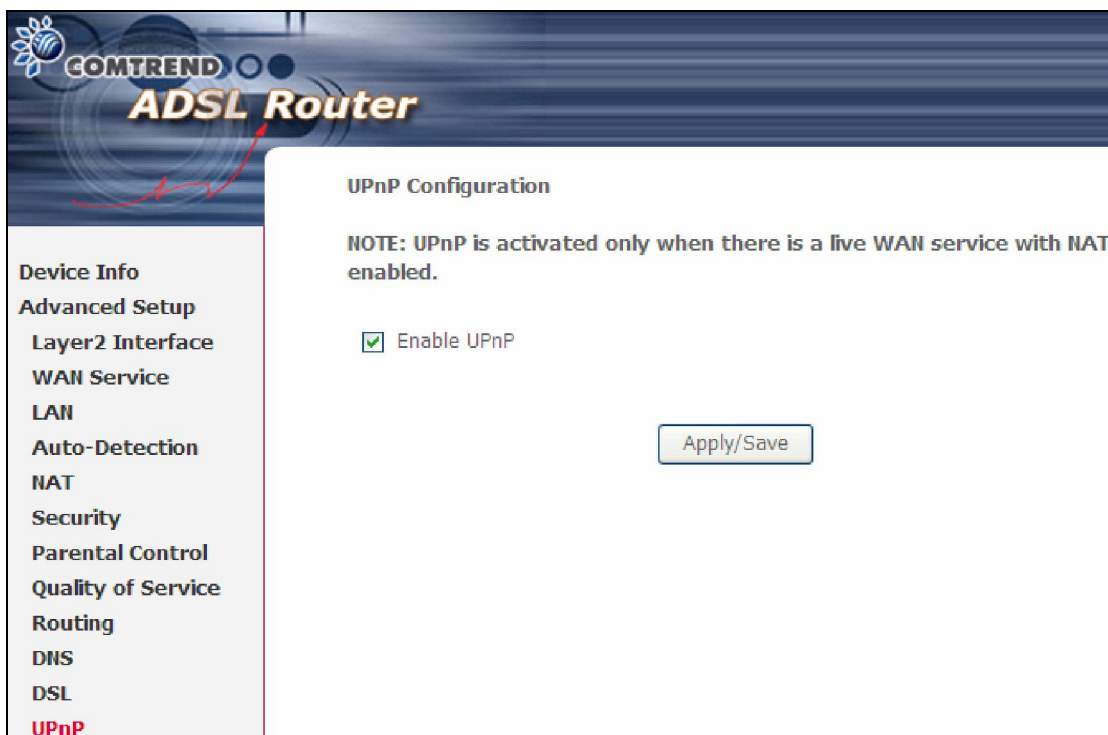 COMTREND
ADSL Router
UPnP Configuration
NOTE: UPnP is activated only when there is a live WAN service with NAT
enabled.
Enable UPnP
Apply/Save
Device Info
Advanced Setup
Layer2 Interface
WAN Service
LAN
Auto-Detection
NAT
Security
Parental Control
Quality of Service
Routing
DNS
DSL
UPnP